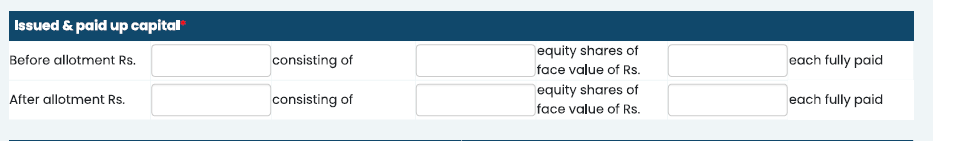 Issued & paid up capital*
Before allotment Rs. consisting of equity shares of face value of Rs. each fully paid
After allotment Rs. consisting of equity shares of face value of Rs. each fully paid